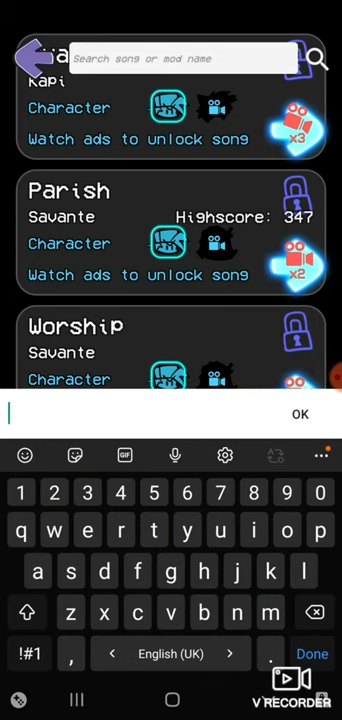 Search song or mod name
Kapi
Character
Watch ads to unlock song
x3
Parish
Savante
Highscore: 347
Character
Watch ads to unlock song
x2
Worship
Savante
Character
OK
GIF
1 2 3 4 5 6 7 8 9 0
q w e r t y u i o p
a s d f g h j k l
z x c v b n m
!#1 , < English (UK) > . Done
V RECORDER